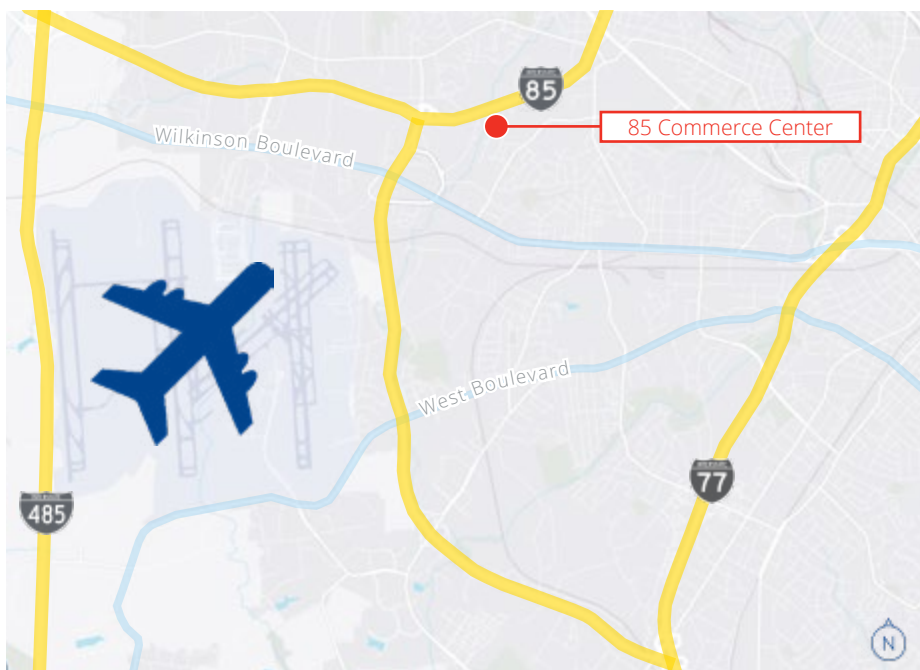 85
85 Commerce Center
Wilkinson Boulevard
West Boulevard
77
485
N